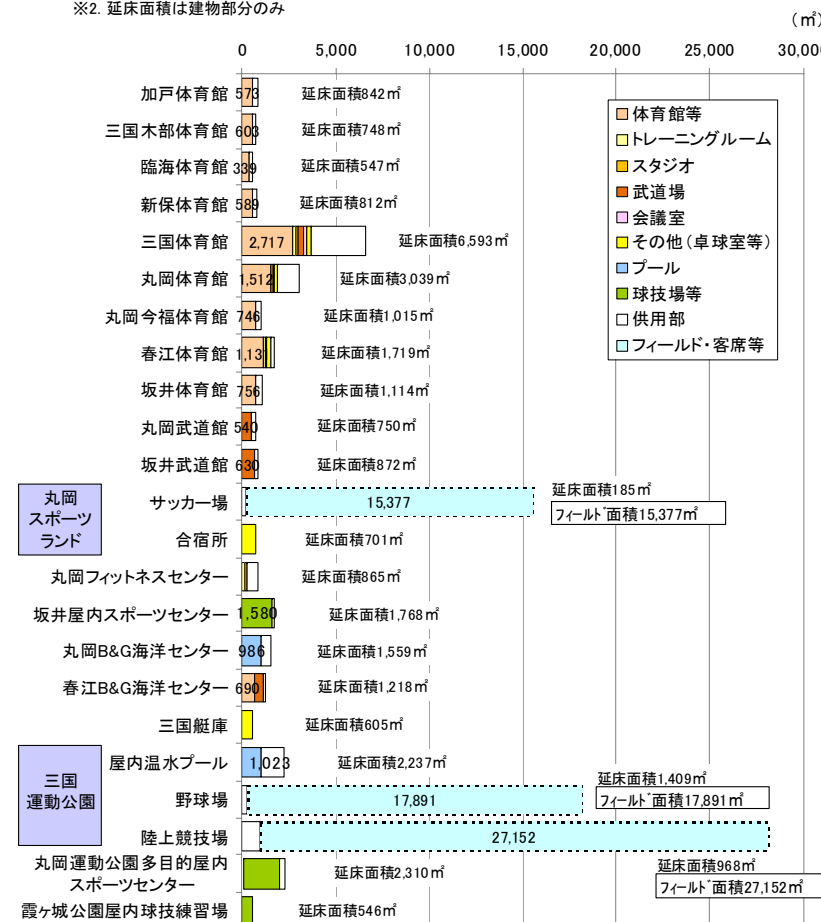 ※2. 延床面積は建物部分のみ
(㎡)
0 5,000 10,000 15,000 20,000 25,000 30,000
加戸体育館 573 延床面積842㎡
三国木部体育館 603 延床面積748㎡
臨海体育館 339 延床面積547㎡
新保体育館 589 延床面積812㎡
三国体育館 2,717 延床面積6,593㎡
丸岡体育館 1,512 延床面積3,039㎡
丸岡今福体育館 746 延床面積1,015㎡
春江体育館 1,131 延床面積1,719㎡
坂井体育館 756 延床面積1,114㎡
丸岡武道館 540 延床面積750㎡
坂井武道館 630 延床面積872㎡
体育館等
トレーニングルーム
スタジオ
武道場
会議室
その他(卓球室等)
プール
球技場等
供用部
フィールド・客席等
丸岡
スポーツ
ランド
サッカー場 15,377 延床面積185㎡
フィールド面積15,377㎡
合宿所 延床面積701㎡
丸岡フィットネスセンター 延床面積865㎡
坂井屋内スポーツセンター 1,580 延床面積1,768㎡
丸岡B&G海洋センター 986 延床面積1,559㎡
春江B&G海洋センター 690 延床面積1,218㎡
三国艇庫 延床面積605㎡
三国
運動公園
屋内温水プール 1,023 延床面積2,237㎡
野球場 17,891 延床面積1,409㎡
フィールド面積17,891㎡
陸上競技場 27,152
延床面積968㎡
フィールド面積27,152㎡
丸岡運動公園多目的屋内
スポーツセンター 延床面積2,310㎡
霞ヶ城公園屋内球技練習場 延床面積546㎡